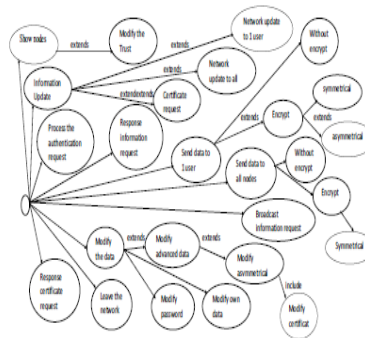 Show nodes
Modify the
Trust
extends
Network update
to 1 user
extends
Without
encrypt
Information
Update
extends
Network
update to all
extendextends
Certificate
request
symmetrical
Process the
authentication
request
Response
information
request
extends
Encrypt
extends
asymmetrical
Send data to
1 user
Send data to
all nodes
Without
encrypt
Encrypt
Broadcast
information request
Symmetrical
Modify
the data
extends
Modify
advanced data
extends
Modify
asymmetrical
Response
certificate
request
Leave the
network
Modify
password
Modify own
data
include
Modify
certificat